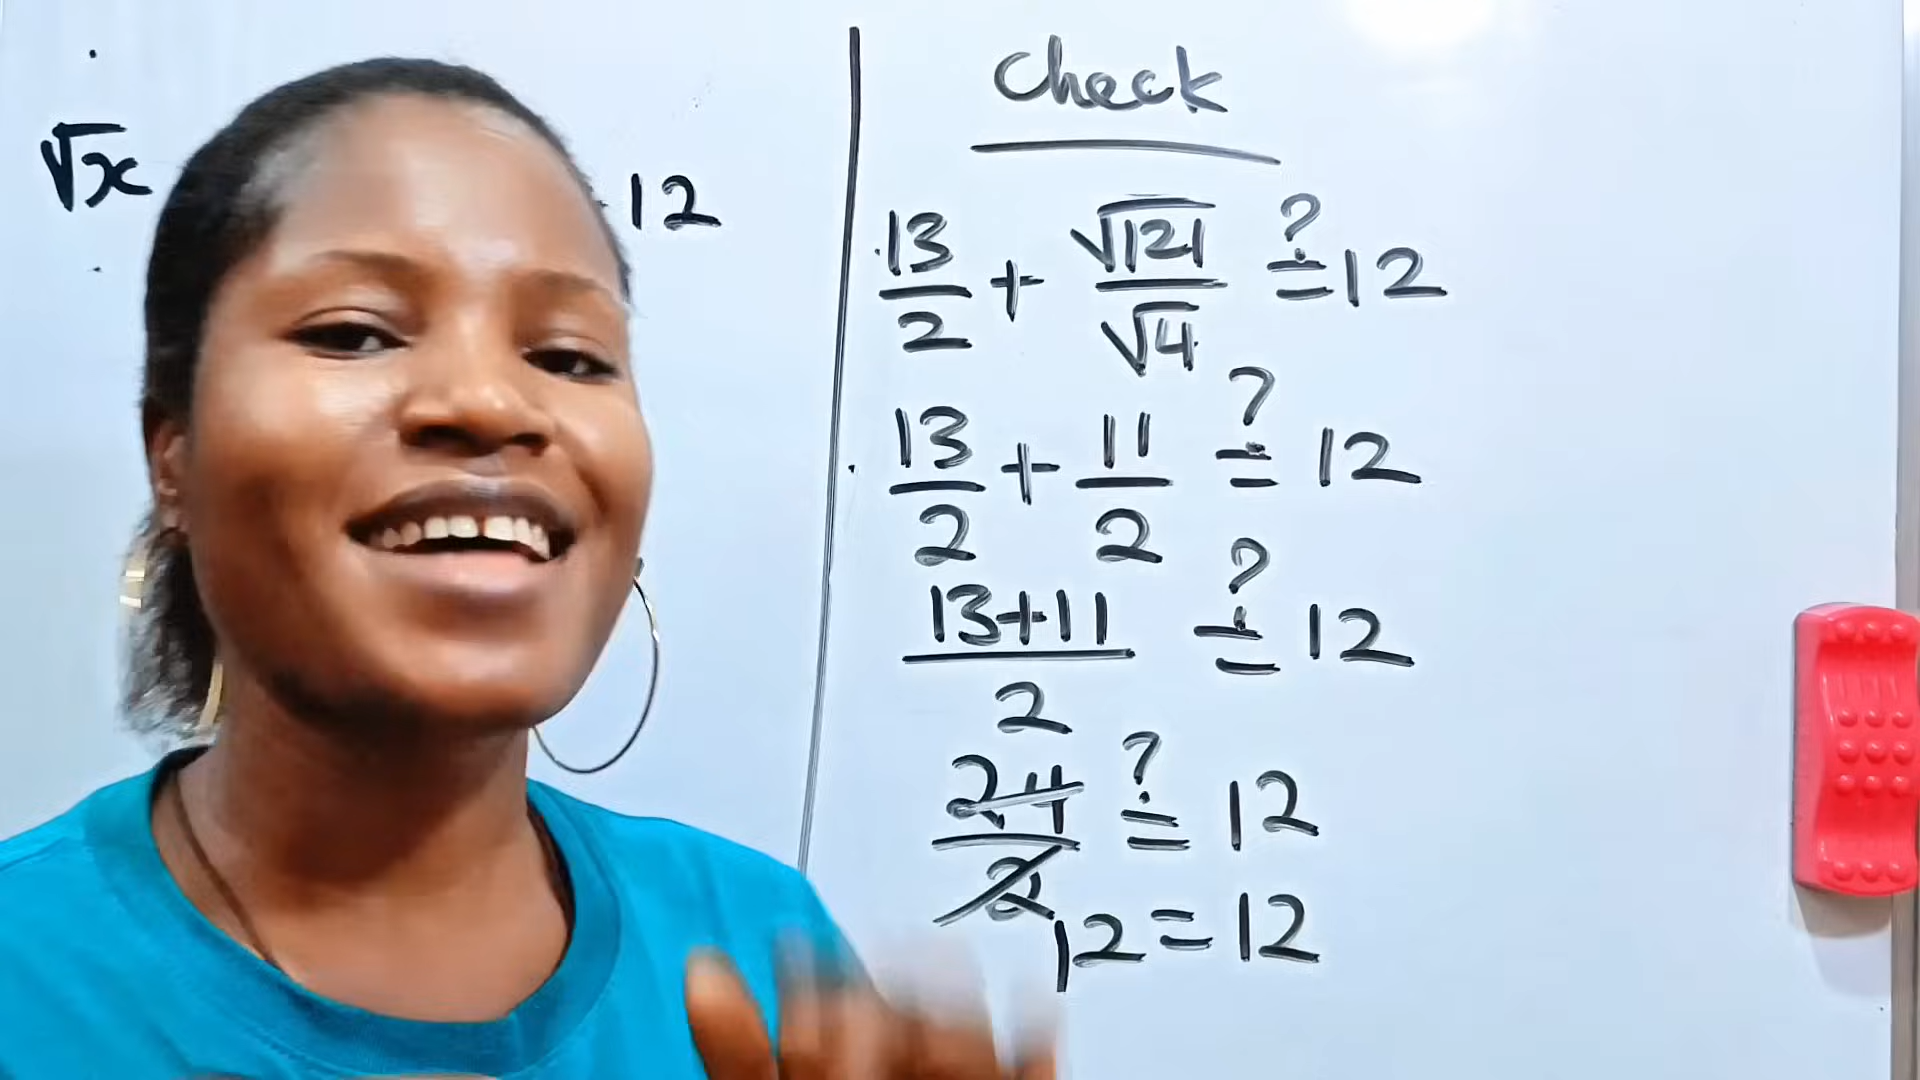 √x 12
Check
13/2 + √121/√4 ≟ 12
13/2 + 11/2 ≟ 12
13+11/2 ≟ 12
24/2 ≟ 12
12 = 12